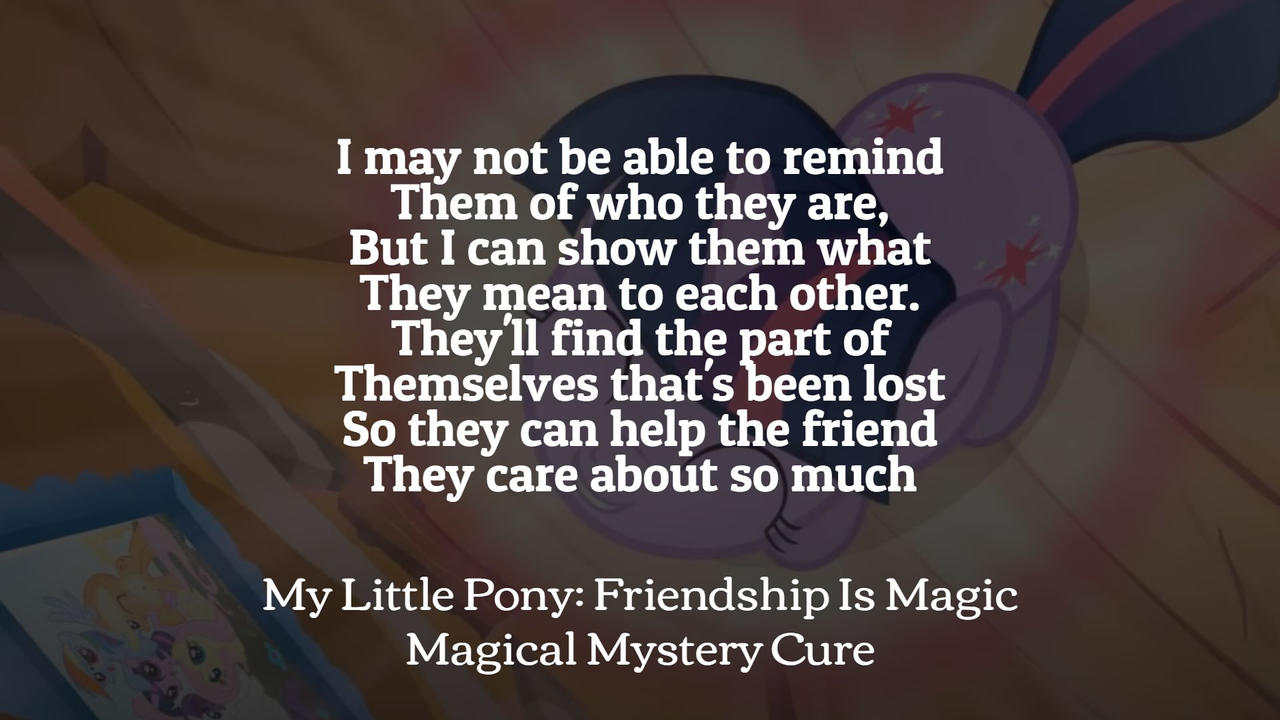 I may not be able to remind
Them of who they are,
But I can show them what
They mean to each other.
They'll find the part of
Themselves that's been lost
So they can help the friend
They care about so much
My Little Pony: Friendship Is Magic
Magical Mystery Cure